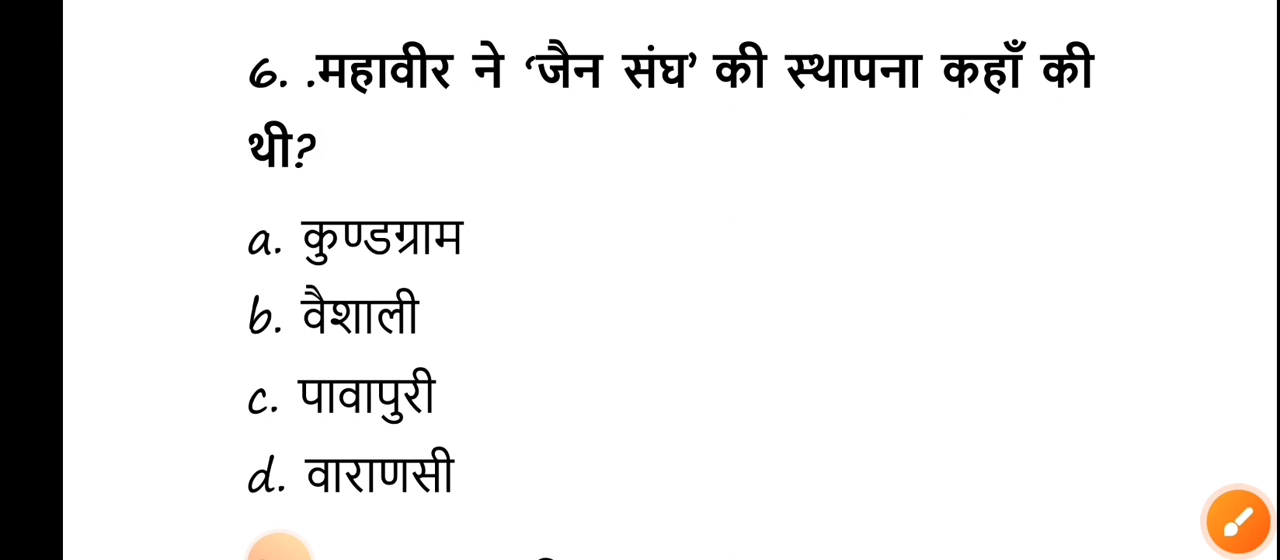 6. .महावीर ने ‘जैन संघ’ की स्थापना कहाँ की
थी?
a. कुण्डग्राम
b. वैशाली
c. पावापुरी
d. वाराणसी